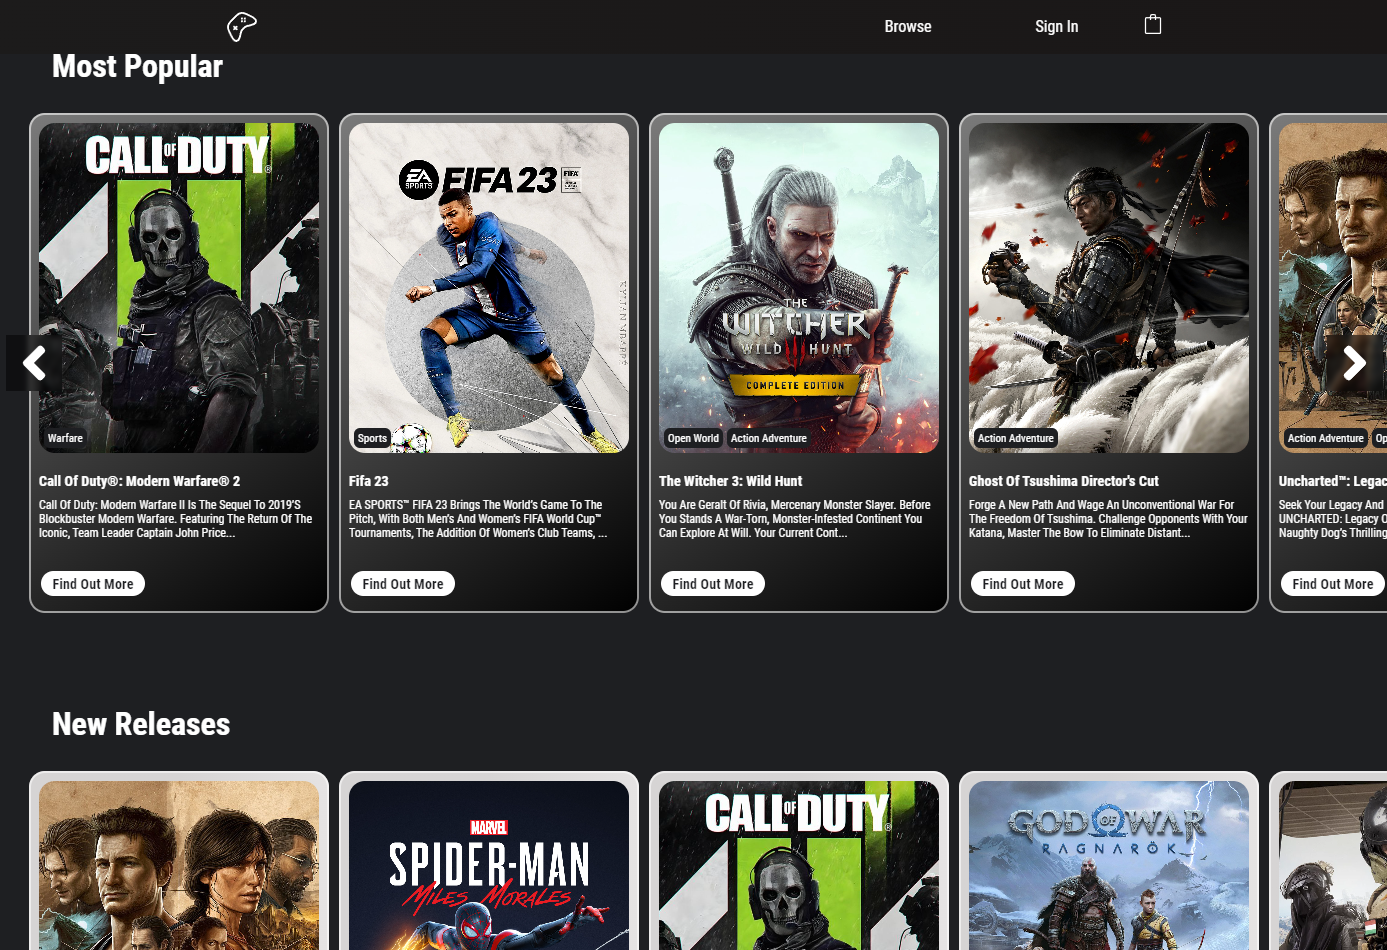 Browse
Sign In
Most Popular
CALL OF DUTY®
Warfare
Call Of Duty®: Modern Warfare® 2
Call Of Duty: Modern Warfare II Is The Sequel To 2019'S
Blockbuster Modern Warfare. Featuring The Return Of The
Iconic, Team Leader Captain John Price...
Find Out More
EA SPORTS
FIFA 23
FIFA
KYLIAN MBAPPÉ
Sports
Fifa 23
EA SPORTS™ FIFA 23 Brings The World's Game To The
Pitch, With Both Men's And Women's FIFA World Cup™
Tournaments, The Addition Of Women's Club Teams, ...
Find Out More
THE
WITCHER
WILD HUNT
COMPLETE EDITION
Open World
Action Adventure
The Witcher 3: Wild Hunt
You Are Geralt Of Rivia, Mercenary Monster Slayer. Before
You Stands A War-Torn, Monster-Infested Continent You
Can Explore At Will. Your Current Cont...
Find Out More
Action Adventure
Ghost Of Tsushima Director's Cut
Forge A New Path And Wage An Unconventional War For
The Freedom Of Tsushima. Challenge Opponents With Your
Katana, Master The Bow To Eliminate Distant...
Find Out More
Action Adventure
Op
Uncharted™: Legac
Seek Your Legacy And
UNCHARTED: Legacy O
Naughty Dog's Thrilling
Find Out More
New Releases
MARVEL
SPIDER-MAN
MILES MORALES
CALL OF DUTY®
GOD OF WAR
RAGNARÖK